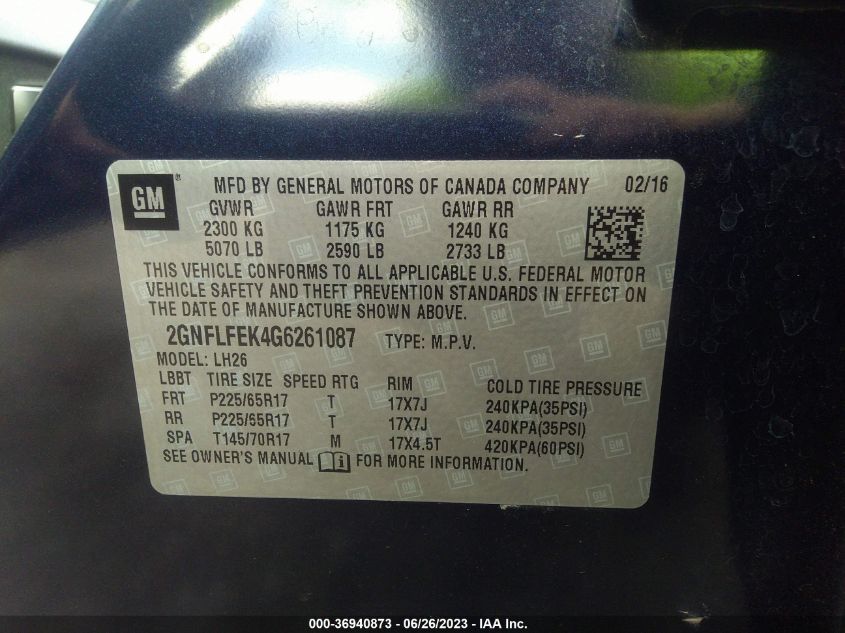 GM ® MFD BY GENERAL MOTORS OF CANADA COMPANY 02/16
GVWR GAWR FRT GAWR RR
2300 KG 1175 KG 1240 KG
5070 LB 2590 LB 2733 LB
THIS VEHICLE CONFORMS TO ALL APPLICABLE U.S. FEDERAL MOTOR
VEHICLE SAFETY AND THEFT PREVENTION STANDARDS IN EFFECT ON
THE DATE OF MANUFACTURE SHOWN ABOVE.
2GNFLFEK4G6261087 TYPE: M.P.V.
MODEL: LH26
LBBT TIRE SIZE SPEED RTG RIM COLD TIRE PRESSURE
FRT P225/65R17 T 17X7J 240KPA(35PSI)
RR P225/65R17 T 17X7J 240KPA(35PSI)
SPA T145/70R17 M 17X4.5T 420KPA(60PSI)
SEE OWNER'S MANUAL FOR MORE INFORMATION.
000-36940873 - 06/26/2023 - IAA Inc.